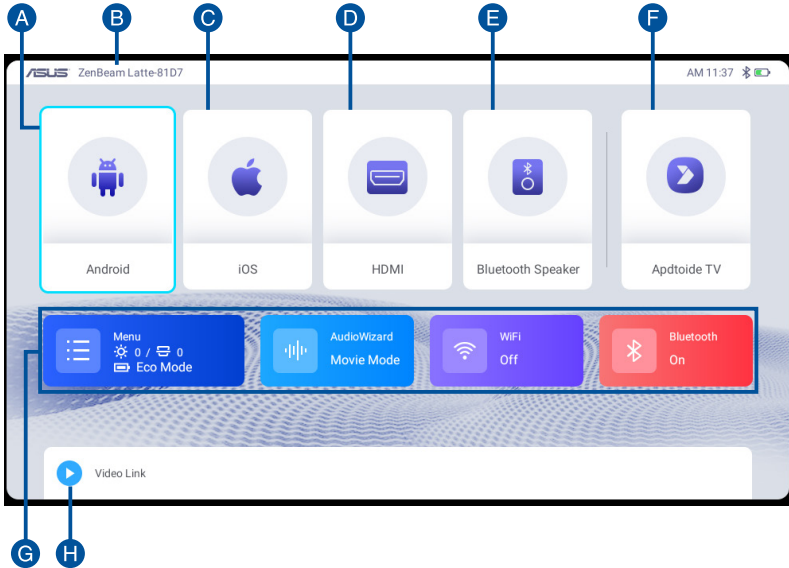 A B C D E F
ASUS ZenBeam Latte-81D7 AM 11:37
Android iOS HDMI Bluetooth Speaker Apdtoide TV
Menu
0 / 0
Eco Mode
AudioWizard
Movie Mode
WiFi
Off
Bluetooth
On
Video Link
G H